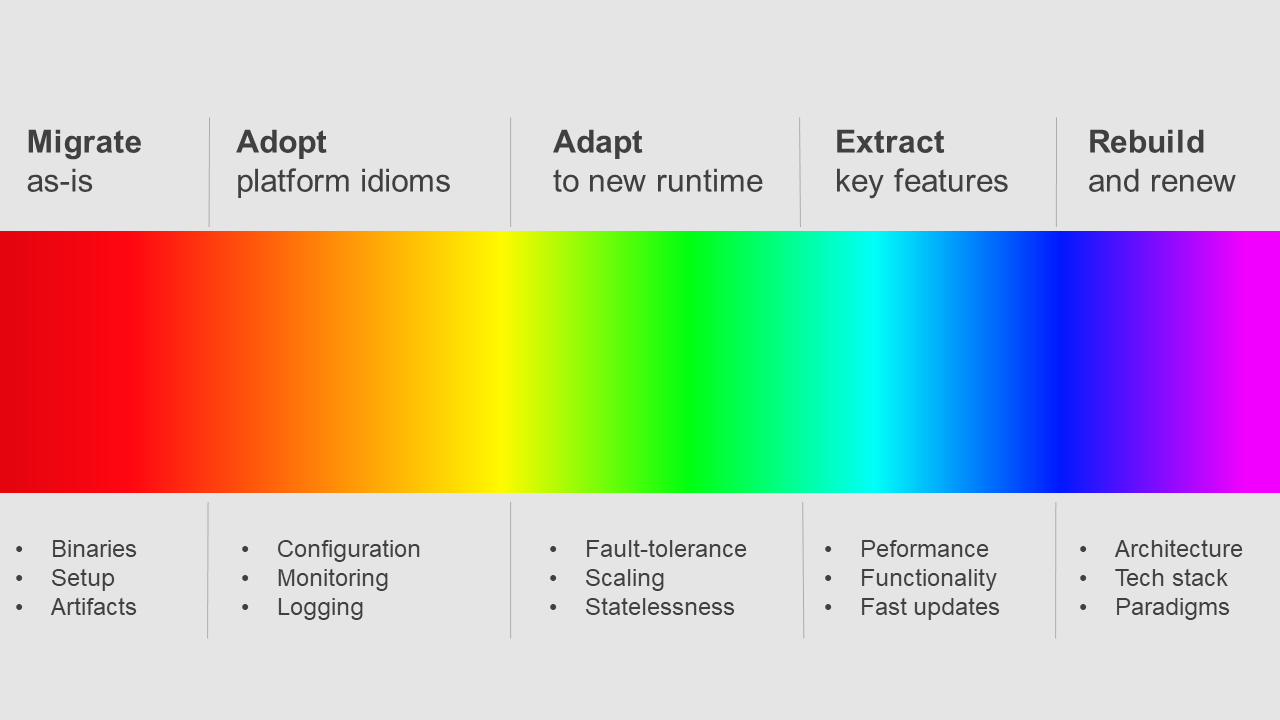 Migrate
as-is
Adopt
platform idioms
Adapt
to new runtime
Extract
key features
Rebuild
and renew
• Binaries
• Setup
• Artifacts
• Configuration
• Monitoring
• Logging
• Fault-tolerance
• Scaling
• Statelessness
• Peformance
• Functionality
• Fast updates
• Architecture
• Tech stack
• Paradigms